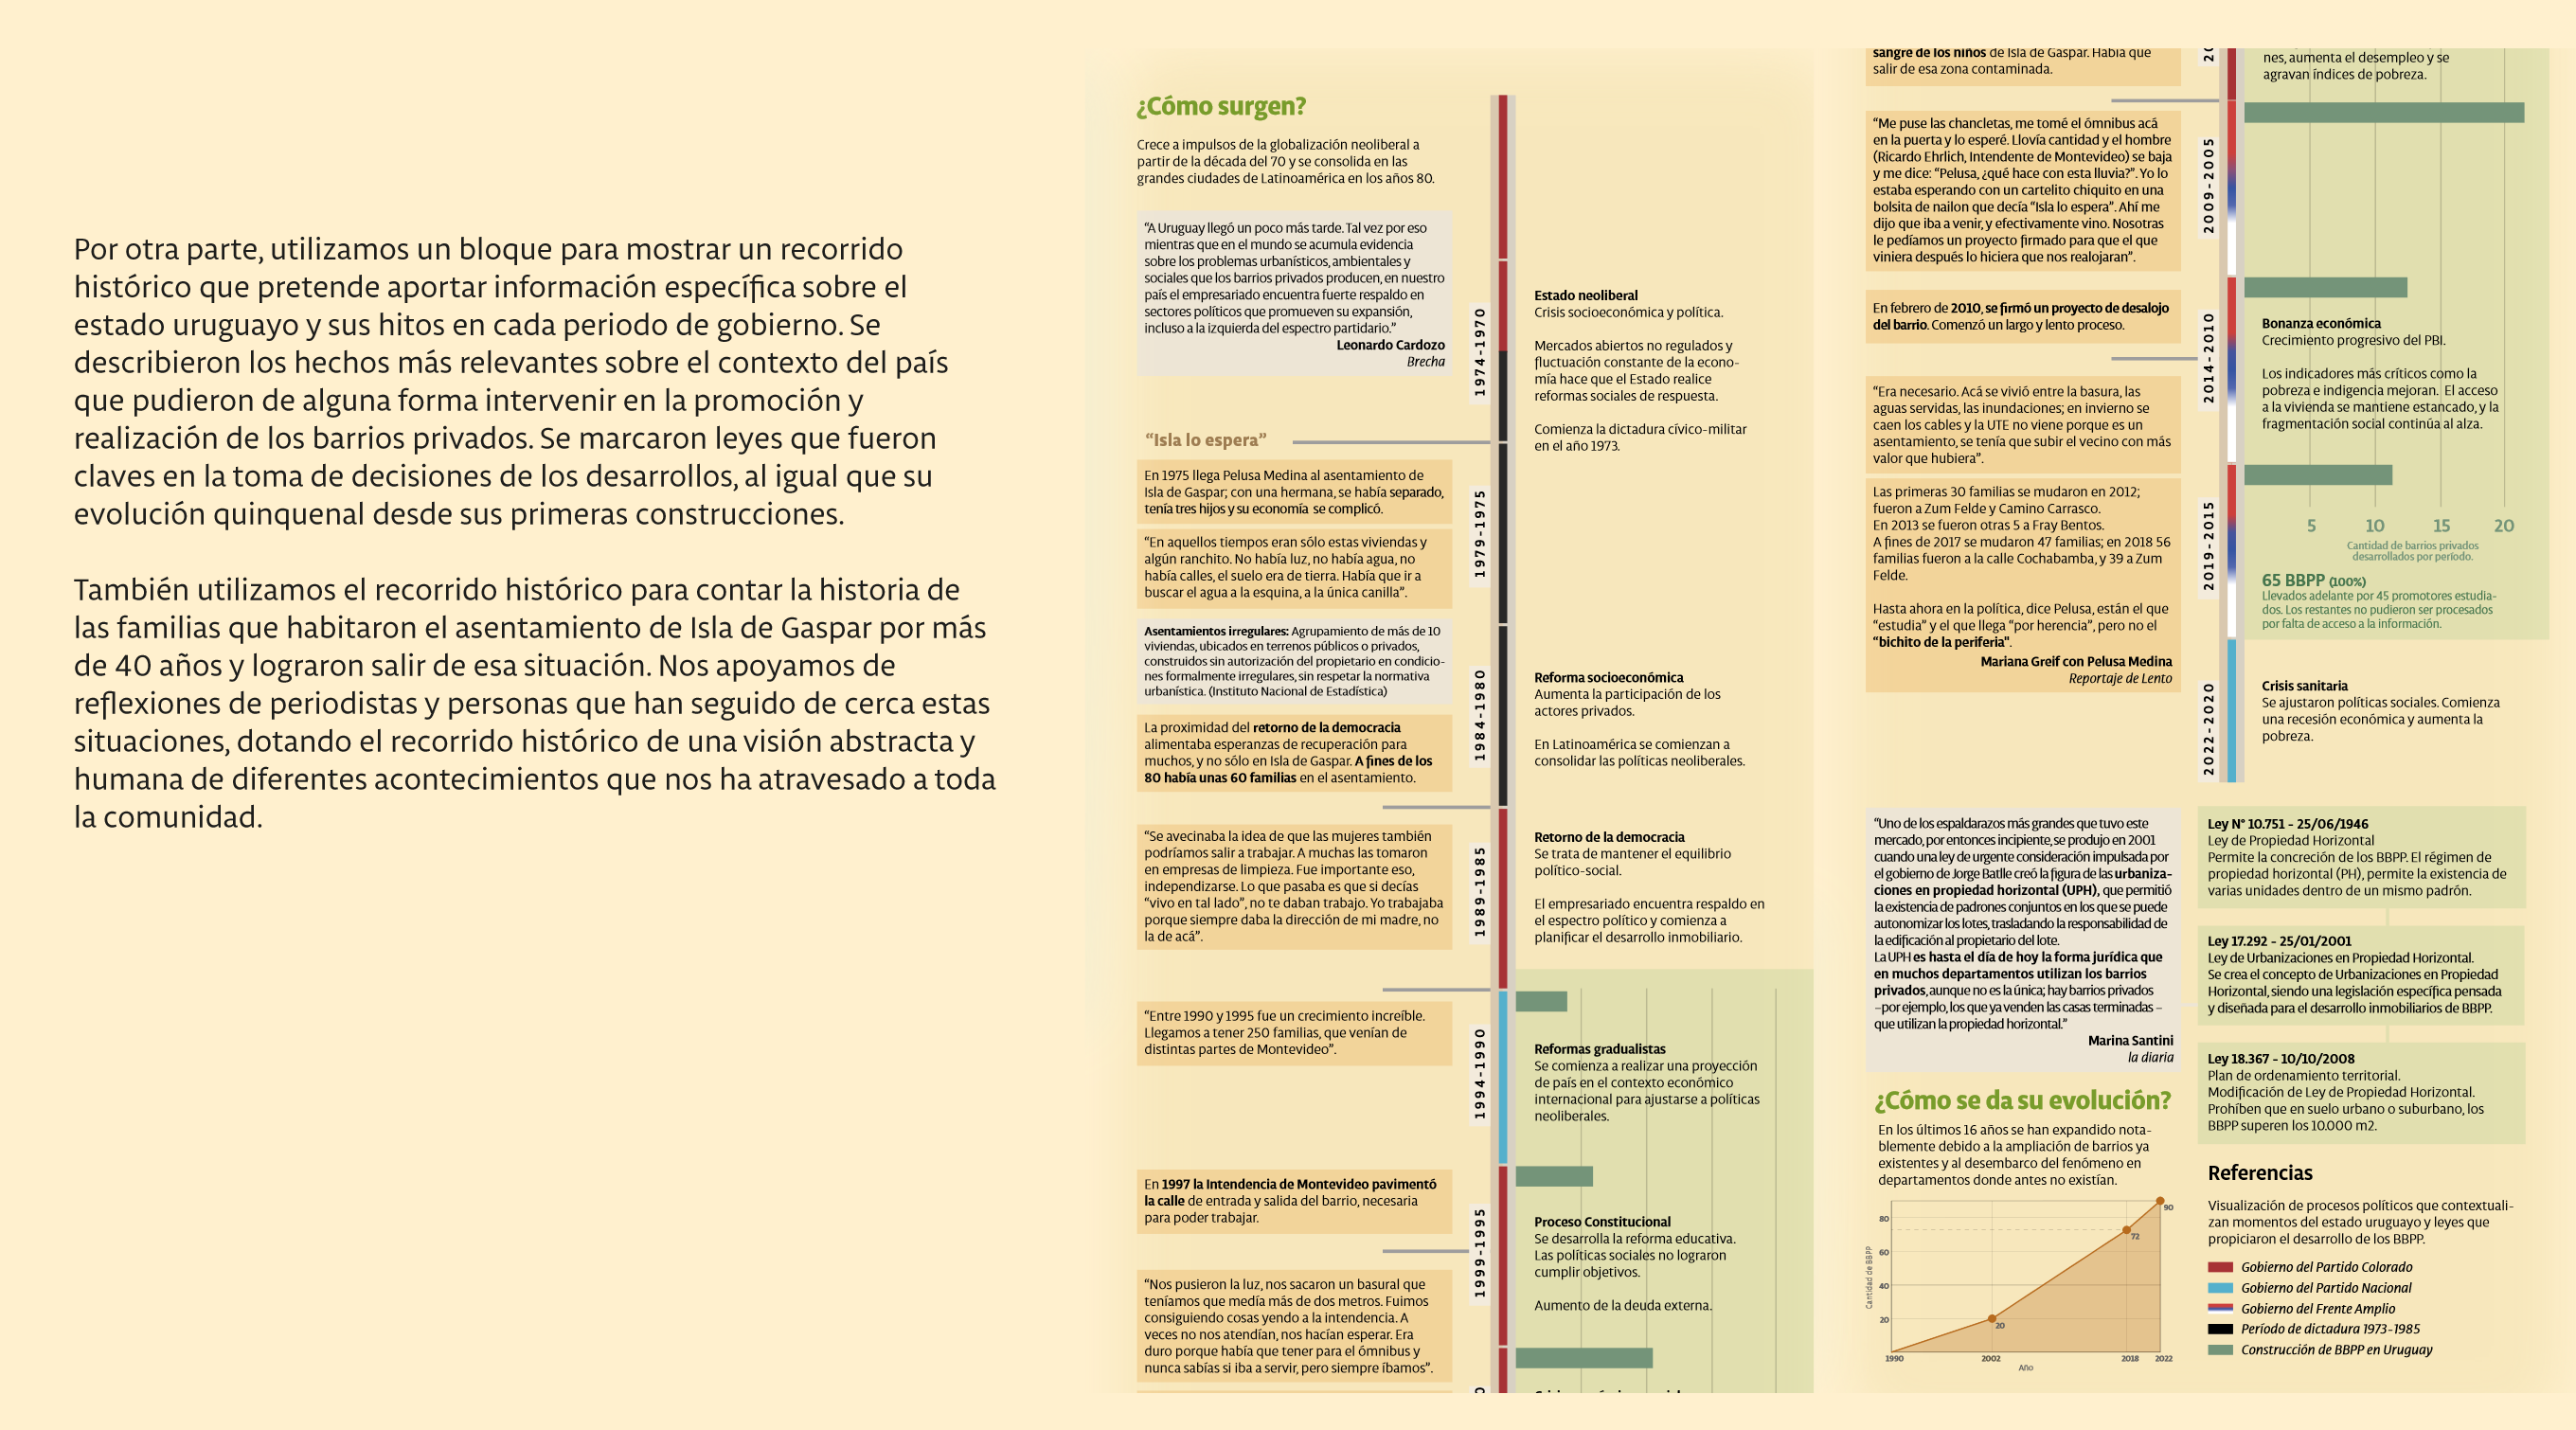 Por otra parte, utilizamos un bloque para mostrar un recorrido
histórico que pretende aportar información específica sobre el
estado uruguayo y sus hitos en cada periodo de gobierno. Se
describieron los hechos más relevantes sobre el contexto del país
que pudieron de alguna forma intervenir en la promoción y
realización de los barrios privados. Se marcaron leyes que fueron
claves en la toma de decisiones de los desarrollos, al igual que su
evolución quinquenal desde sus primeras construcciones.
También utilizamos el recorrido histórico para contar la historia de
las familias que habitaron el asentamiento de Isla de Gaspar por más
de 40 años y lograron salir de esa situación. Nos apoyamos de
reflexiones de periodistas y personas que han seguido de cerca estas
situaciones, dotando el recorrido histórico de una visión abstracta y
humana de diferentes acontecimientos que nos ha atravesado a toda
la comunidad.
¿Cómo surgen?
Crece a impulsos de la globalización neoliberal a
partir de la década del 70 y se consolida en las
grandes ciudades de Latinoamérica en los años 80.
“A Uruguay llegó un poco más tarde. Tal vez por eso
mientras que en el mundo se acumula evidencia
sobre los problemas urbanísticos, ambientales y
sociales que los barrios privados producen, en nuestro
país el empresariado encuentra fuerte respaldo en
sectores políticos que promueven su expansión,
incluso a la izquierda del espectro partidario.”
Leonardo Cardozo
Brecha
“Isla lo espera”
En 1975 llega Pelusa Medina al asentamiento de
Isla de Gaspar; con una hermana, se había separado,
tenía tres hijos y su economía se complicó.
“En aquellos tiempos eran sólo estas viviendas y
algún ranchito. No había luz, no había agua, no
había calles, el suelo era de tierra. Había que ir a
buscar el agua a la esquina, a la única canilla”.
Asentamientos irregulares: Agrupamiento de más de 10
viviendas, ubicados en terrenos públicos o privados,
construidos sin autorización del propietario en condicio-
nes formalmente irregulares, sin respetar la normativa
urbanística. (Instituto Nacional de Estadística)
La proximidad del retorno de la democracia
alimentaba esperanzas de recuperación para
muchos, y no sólo en Isla de Gaspar. A fines de los
80 había unas 60 familias en el asentamiento.
“Se avecinaba la idea de que las mujeres también
podríamos salir a trabajar. A muchas las tomaron
en empresas de limpieza. Fue importante eso,
independizarse. Lo que pasaba es que si decías
“vivo en tal lado”, no te daban trabajo. Yo trabajaba
porque siempre daba la dirección de mi madre, no
la de acá”.
“Entre 1990 y 1995 fue un crecimiento increíble.
Llegamos a tener 250 familias, que venían de
distintas partes de Montevideo”.
En 1997 la Intendencia de Montevideo pavimentó
la calle de entrada y salida del barrio, necesaria
para poder trabajar.
“Nos pusieron la luz, nos sacaron un basural que
teníamos que medía más de dos metros. Fuimos
consiguiendo cosas yendo a la intendencia. A
veces no nos atendían, nos hacían esperar. Era
duro porque había que tener para el ómnibus y
nunca sabías si iba a servir, pero siempre íbamos”.
1974-1970
1979-1975
1984-1980
1989-1985
1994-1990
1999-1995
Estado neoliberal
Crisis socioeconómica y política.
Mercados abiertos no regulados y
fluctuación constante de la econo-
mía hace que el Estado realice
reformas sociales de respuesta.
Comienza la dictadura cívico-militar
en el año 1973.
Reforma socioeconómica
Aumenta la participación de los
actores privados.
En Latinoamérica se comienzan a
consolidar las políticas neoliberales.
Retorno de la democracia
Se trata de mantener el equilibrio
político-social.
El empresariado encuentra respaldo en
el espectro político y comienza a
planificar el desarrollo inmobiliario.
Reformas gradualistas
Se comienza a realizar una proyección
de país en el contexto económico
internacional para ajustarse a políticas
neoliberales.
Proceso Constitucional
Se desarrolla la reforma educativa.
Las políticas sociales no lograron
cumplir objetivos.
Aumento de la deuda externa.
sangre de los niños de Isla de Gaspar. Había que
salir de esa zona contaminada.
“Me puse las chancletas, me tomé el ómnibus acá
en la puerta y lo esperé. Llovía cantidad y el hombre
(Ricardo Ehrlich, Intendente de Montevideo) se baja
y me dice: “Pelusa, ¿qué hace con esta lluvia?”. Yo lo
estaba esperando con un cartelito chiquito en una
bolsita de nailon que decía “Isla lo espera”. Ahí me
dijo que iba a venir, y efectivamente vino. Nosotras
le pedíamos un proyecto firmado para que el que
viniera después lo hiciera que nos realojaran”.
En febrero de 2010, se firmó un proyecto de desalojo
del barrio. Comenzó un largo y lento proceso.
“Era necesario. Acá se vivió entre la basura, las
aguas servidas, las inundaciones; en invierno se
caen los cables y la UTE no viene porque es un
asentamiento, se tenía que subir el vecino con más
valor que hubiera”.
Las primeras 30 familias se mudaron en 2012;
fueron a Zum Felde y Camino Carrasco.
En 2013 se fueron otras 5 a Fray Bentos.
A fines de 2017 se mudaron 47 familias; en 2018 56
familias fueron a la calle Cochabamba, y 39 a Zum
Felde.
Hasta ahora en la política, dice Pelusa, están el que
“estudia” y el que llega “por herencia”, pero no el
“bichito de la periferia".
Mariana Greif con Pelusa Medina
Reportaje de Lento
20
2009-2005
2014-2010
2019-2015
2022-2020
nes, aumenta el desempleo y se
agravan índices de pobreza.
Bonanza económica
Crecimiento progresivo del PBI.
Los indicadores más críticos como la
pobreza e indigencia mejoran. El acceso
a la vivienda se mantiene estancado, y la
fragmentación social continúa al alza.
5 10 15 20
Cantidad de barrios privados
desarrollados por período.
65 BBPP (100%)
Llevados adelante por 45 promotores estudia-
dos. Los restantes no pudieron ser procesados
por falta de acceso a la información.
Crisis sanitaria
Se ajustaron políticas sociales. Comienza
una recesión económica y aumenta la
pobreza.
“Uno de los espaldarazos más grandes que tuvo este
mercado, por entonces incipiente, se produjo en 2001
cuando una ley de urgente consideración impulsada por
el gobierno de Jorge Batlle creó la figura de las urbaniza-
ciones en propiedad horizontal (UPH), que permitió
la existencia de padrones conjuntos en los que se puede
autonomizar los lotes, trasladando la responsabilidad de
la edificación al propietario del lote.
La UPH es hasta el día de hoy la forma jurídica que
en muchos departamentos utilizan los barrios
privados, aunque no es la única; hay barrios privados
–por ejemplo, los que ya venden las casas terminadas –
que utilizan la propiedad horizontal.”
Marina Santini
la diaria
¿Cómo se da su evolución?
En los últimos 16 años se han expandido nota-
blemente debido a la ampliación de barrios ya
existentes y al desembarco del fenómeno en
departamentos donde antes no existían.
Cantidad de BBPP
80
60
40
20
90
72
20
1990 2002 2018 2022
Año
Ley N° 10.751 - 25/06/1946
Ley de Propiedad Horizontal
Permite la concreción de los BBPP. El régimen de
propiedad horizontal (PH), permite la existencia de
varias unidades dentro de un mismo padrón.
Ley 17.292 - 25/01/2001
Ley de Urbanizaciones en Propiedad Horizontal.
Se crea el concepto de Urbanizaciones en Propiedad
Horizontal, siendo una legislación específica pensada
y diseñada para el desarrollo inmobiliarios de BBPP.
Ley 18.367 - 10/10/2008
Plan de ordenamiento territorial.
Modificación de Ley de Propiedad Horizontal.
Prohíben que en suelo urbano o suburbano, los
BBPP superen los 10.000 m2.
Referencias
Visualización de procesos políticos que contextuali-
zan momentos del estado uruguayo y leyes que
propiciaron el desarrollo de los BBPP.
Gobierno del Partido Colorado
Gobierno del Partido Nacional
Gobierno del Frente Amplio
Período de dictadura 1973-1985
Construcción de BBPP en Uruguay